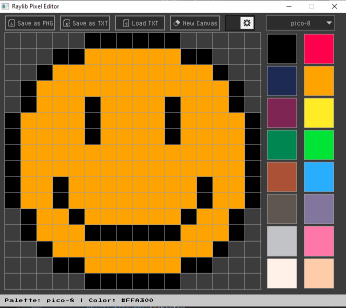 Raylib Pixel Editor
Save as PNG
Save as TXT
Load TXT
New Canvas
pico-8
Palette: pico-8 | Color: #FFA300